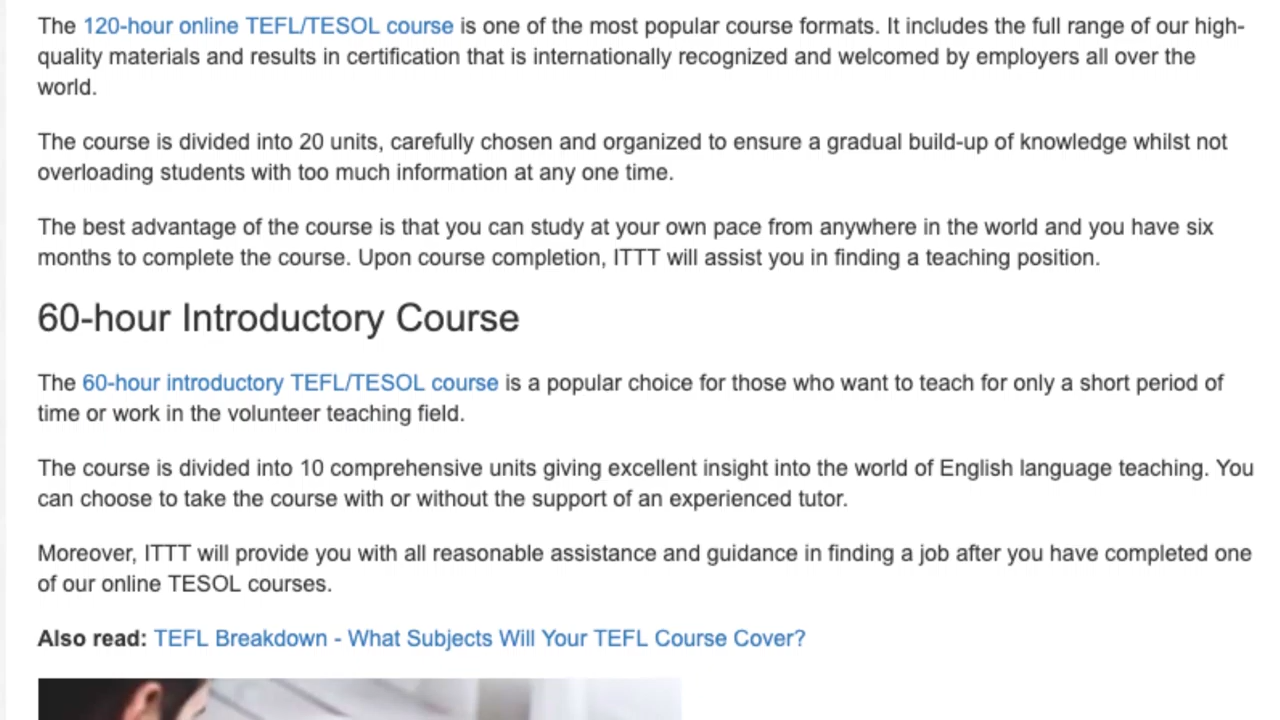 The 120-hour online TEFL/TESOL course is one of the most popular course formats. It includes the full range of our high-
quality materials and results in certification that is internationally recognized and welcomed by employers all over the
world.
The course is divided into 20 units, carefully chosen and organized to ensure a gradual build-up of knowledge whilst not
overloading students with too much information at any one time.
The best advantage of the course is that you can study at your own pace from anywhere in the world and you have six
months to complete the course. Upon course completion, ITTT will assist you in finding a teaching position.
60-hour Introductory Course
The 60-hour introductory TEFL/TESOL course is a popular choice for those who want to teach for only a short period of
time or work in the volunteer teaching field.
The course is divided into 10 comprehensive units giving excellent insight into the world of English language teaching. You
can choose to take the course with or without the support of an experienced tutor.
Moreover, ITTT will provide you with all reasonable assistance and guidance in finding a job after you have completed one
of our online TESOL courses.
Also read: TEFL Breakdown - What Subjects Will Your TEFL Course Cover?